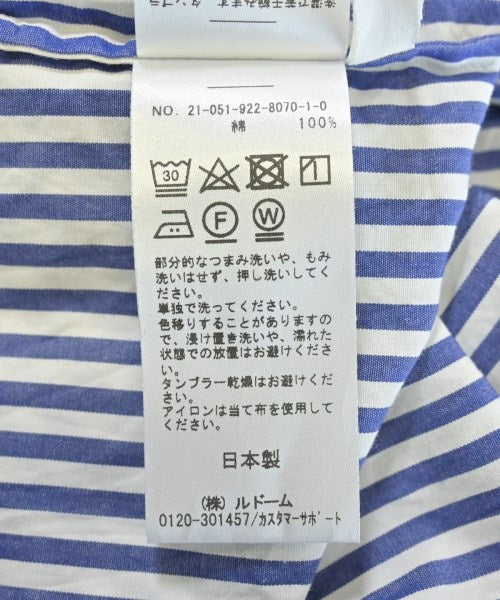 NO. 21-051-922-8070-1-0
綿 100%
30
F W
部分的なつまみ洗いや、もみ
洗いはせず、押し洗いしてく
ださい。
単独で洗ってください。
色移りすることがありますの
で、浸け置き洗いや、濡れた
状態での放置はお避けくださ
い。
タンブラー乾燥はお避けくだ
さい。
アイロンは当て布を使用して
ください。
日本製
(株) ルドーム
0120-301457/カスタマーサポート